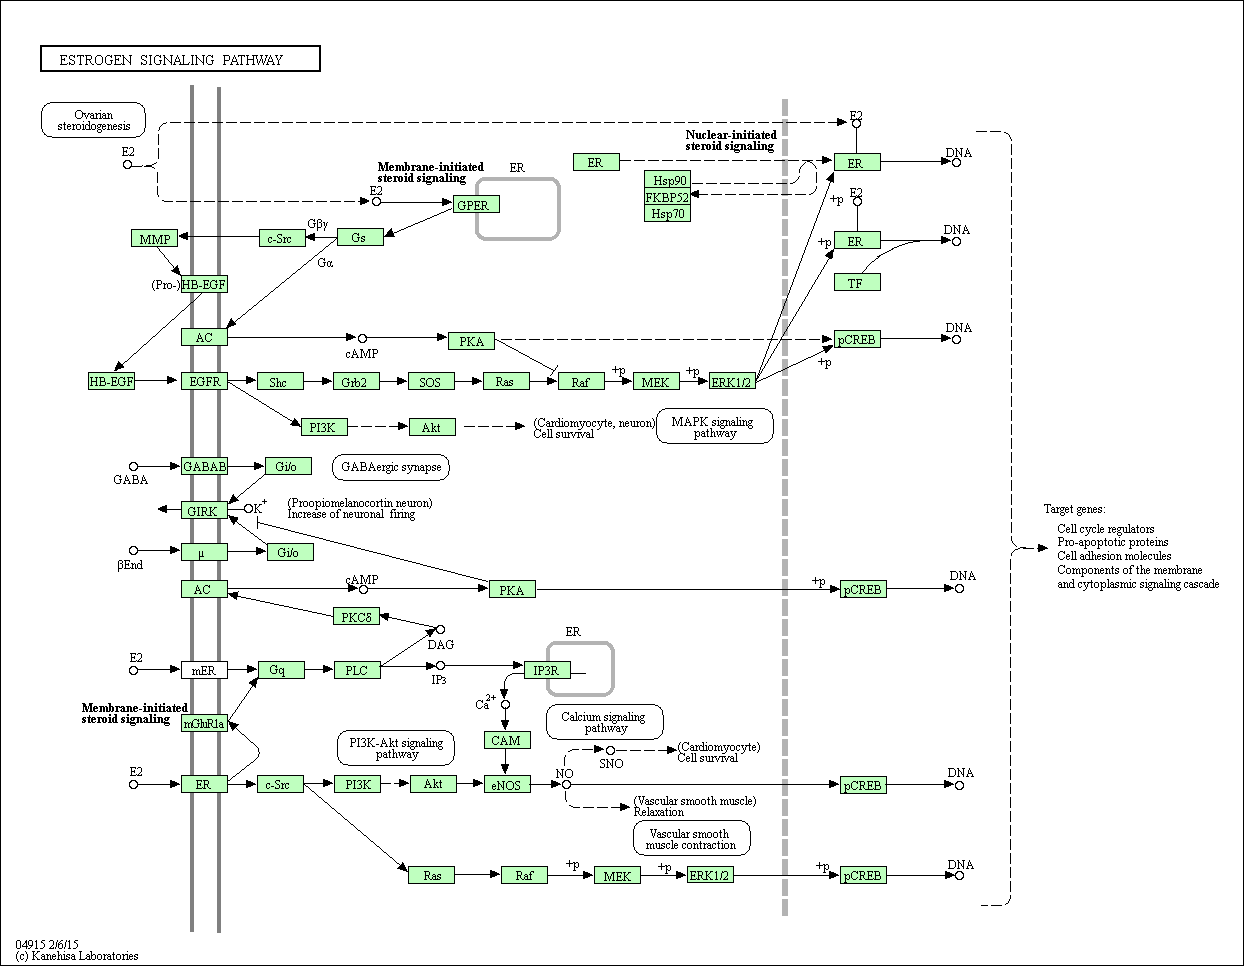 ESTROGEN SIGNALING PATHWAY
Ovarian
steroidogenesis
E2
E2
Nuclear-initiated
steroid signaling
ER
ER
DNA
Membrane-initiated
steroid signaling
ER
E2
GPER
Hsp90
FKBP52
Hsp70
+p
E2
MMP
c-Src
Gβγ
Gs
Gα
+p
ER
DNA
TF
(Pro-)
HB-EGF
AC
cAMP
PKA
pCREB
DNA
+p
HB-EGF
EGFR
Shc
Grb2
SOS
Ras
Raf
+p
MEK
+p
ERK1/2
PI3K
Akt
(Cardiomyocyte, neuron)
Cell survival
MAPK signaling
pathway
GABA
GABAB
Gi/o
GABAergic synapse
GIRK
K+
(Proopiomelanocortin neuron)
Increase of neuronal firing
βEnd
μ
Gi/o
Target genes:
Cell cycle regulators
Pro-apoptotic proteins
Cell adhesion molecules
Components of the membrane
and cytoplasmic signaling cascade
AC
cAMP
PKA
+p
pCREB
DNA
PKCδ
DAG
E2
mER
Gq
PLC
IP3
ER
IP3R
Ca2+
Membrane-initiated
steroid signaling
mGluR1a
CAM
Calcium signaling
pathway
PI3K-Akt signaling
pathway
E2
ER
c-Src
PI3K
Akt
eNOS
NO
SNO
(Cardiomyocyte)
Cell survival
pCREB
DNA
(Vascular smooth muscle)
Relaxation
Vascular smooth
muscle contraction
Ras
Raf
+p
MEK
+p
ERK1/2
+p
pCREB
DNA
04915 2/6/15
(c) Kanehisa Laboratories